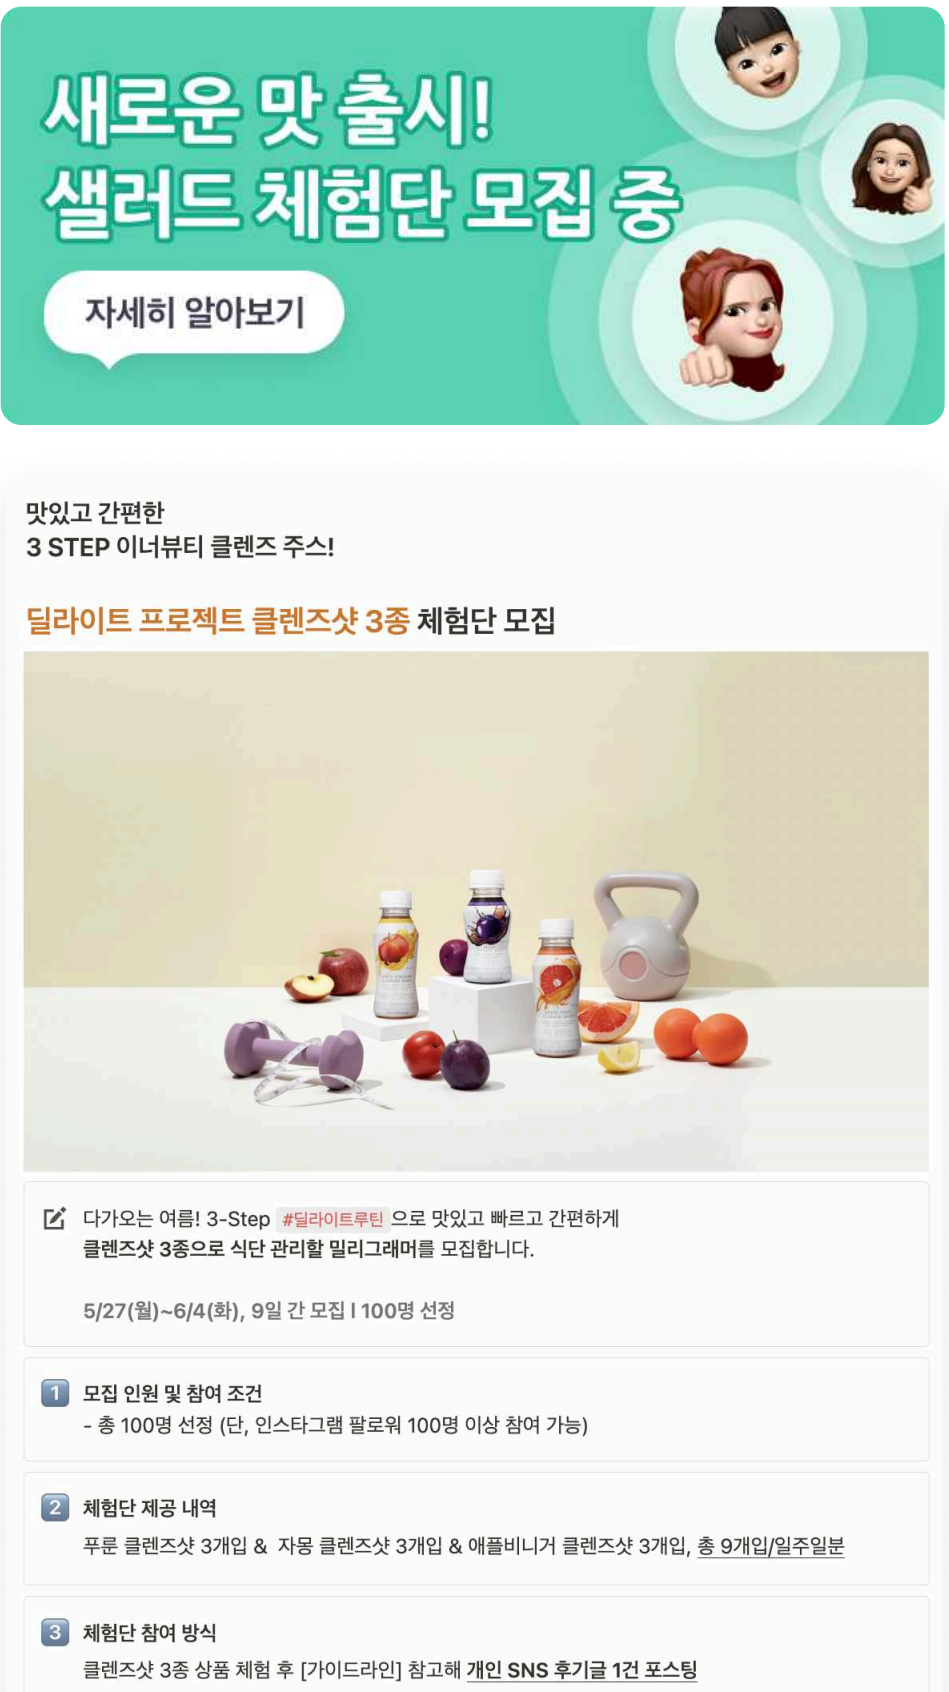 새로운 맛 출시!
샐러드 체험단 모집 중
자세히 알아보기
맛있고 간편한
3 STEP 이너뷰티 클렌즈 주스!
딜라이트 프로젝트 클렌즈샷 3종 체험단 모집
다가오는 여름! 3-Step #딜라이트루틴 으로 맛있고 빠르고 간편하게
클렌즈샷 3종으로 식단 관리할 밀리그래머를 모집합니다.
5/27(월)~6/4(화), 9일 간 모집 l 100명 선정
1 모집 인원 및 참여 조건
- 총 100명 선정 (단, 인스타그램 팔로워 100명 이상 참여 가능)
2 체험단 제공 내역
푸룬 클렌즈샷 3개입 & 자몽 클렌즈샷 3개입 & 애플비니거 클렌즈샷 3개입, 총 9개입/일주일분
3 체험단 참여 방식
클렌즈샷 3종 상품 체험 후 [가이드라인] 참고해 개인 SNS 후기글 1건 포스팅